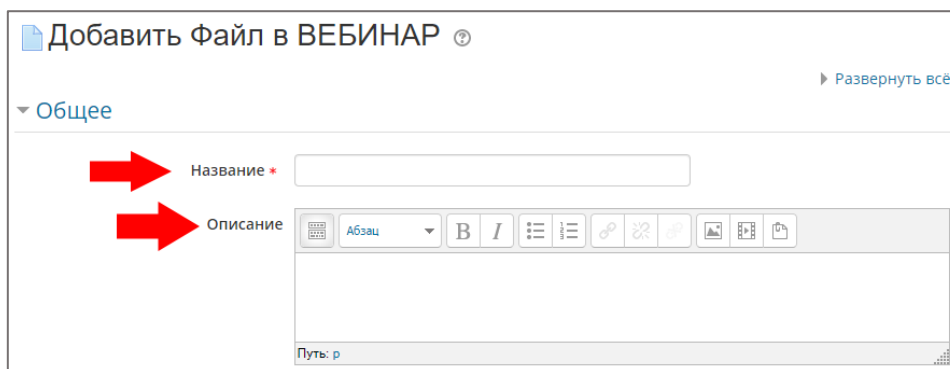 Добавить Файл в ВЕБИНАР
Развернуть всё
Общее
Название *
Описание
Абзац
B I
Путь: p